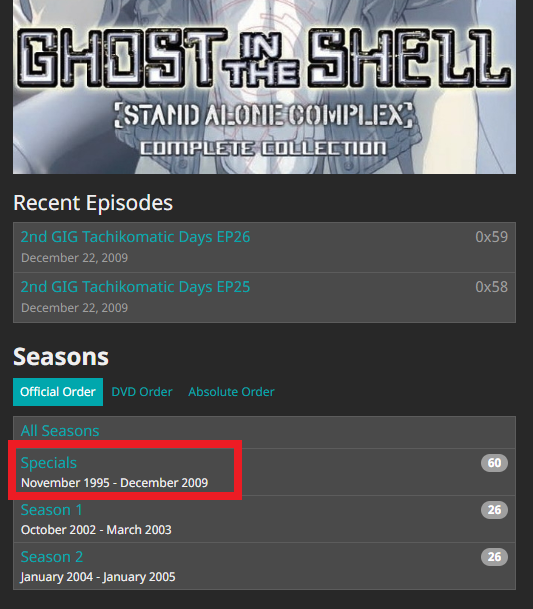 GHOST IN THE SHELL
[STAND ALONE COMPLEX]
COMPLETE COLLECTION
Recent Episodes
2nd GIG Tachikomatic Days EP26 0x59
December 22, 2009
2nd GIG Tachikomatic Days EP25 0x58
December 22, 2009
Seasons
Official Order DVD Order Absolute Order
All Seasons
Specials 60
November 1995 - December 2009
Season 1 26
October 2002 - March 2003
Season 2 26
January 2004 - January 2005